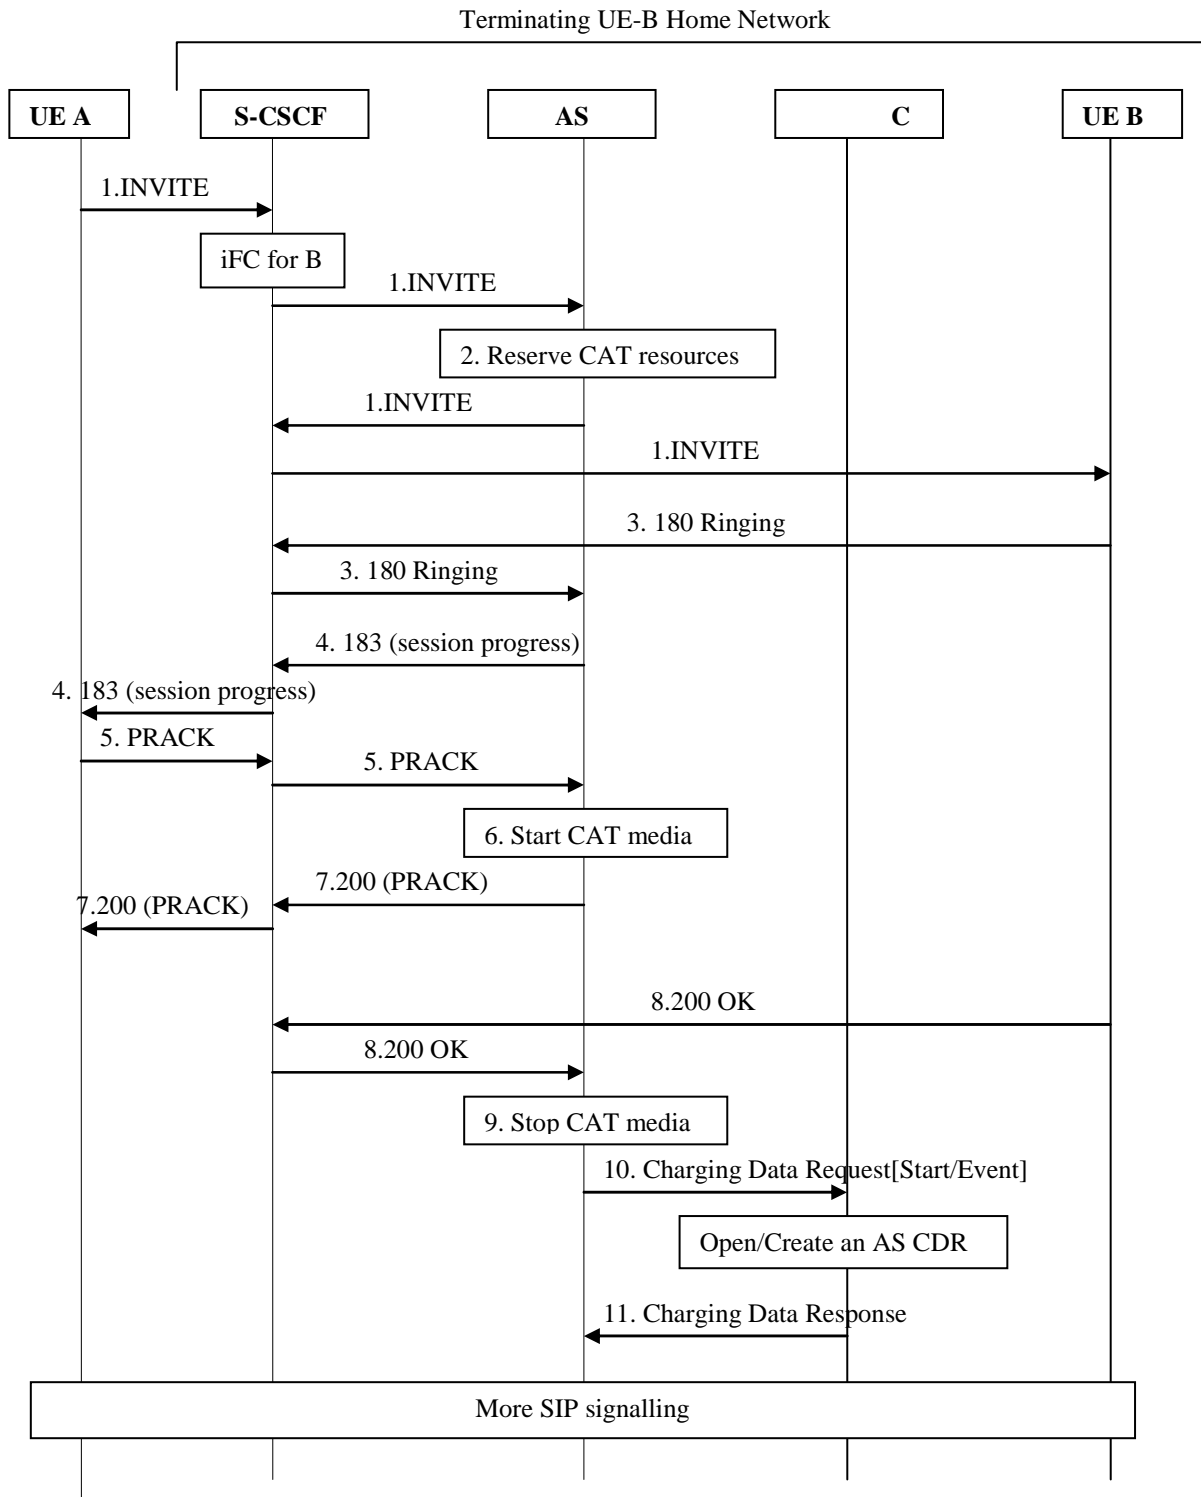 Terminating UE-B Home Network
UE A
S-CSCF
AS
C
UE B
1.INVITE
iFC for B
1.INVITE
2. Reserve CAT resources
1.INVITE
1.INVITE
3. 180 Ringing
3. 180 Ringing
4. 183 (session progress)
4. 183 (session progress)
5. PRACK
5. PRACK
6. Start CAT media
7.200 (PRACK)
7.200 (PRACK)
8.200 OK
8.200 OK
9. Stop CAT media
10. Charging Data Request[Start/Event]
Open/Create an AS CDR
11. Charging Data Response
More SIP signalling